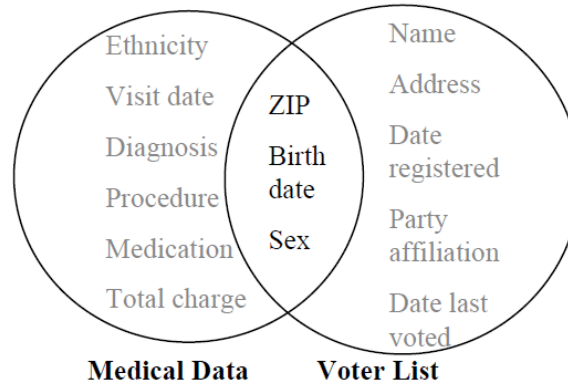 Ethnicity
Visit date
Diagnosis
Procedure
Medication
Total charge
ZIP
Birth
date
Sex
Name
Address
Date
registered
Party
affiliation
Date last
voted
Medical Data
Voter List